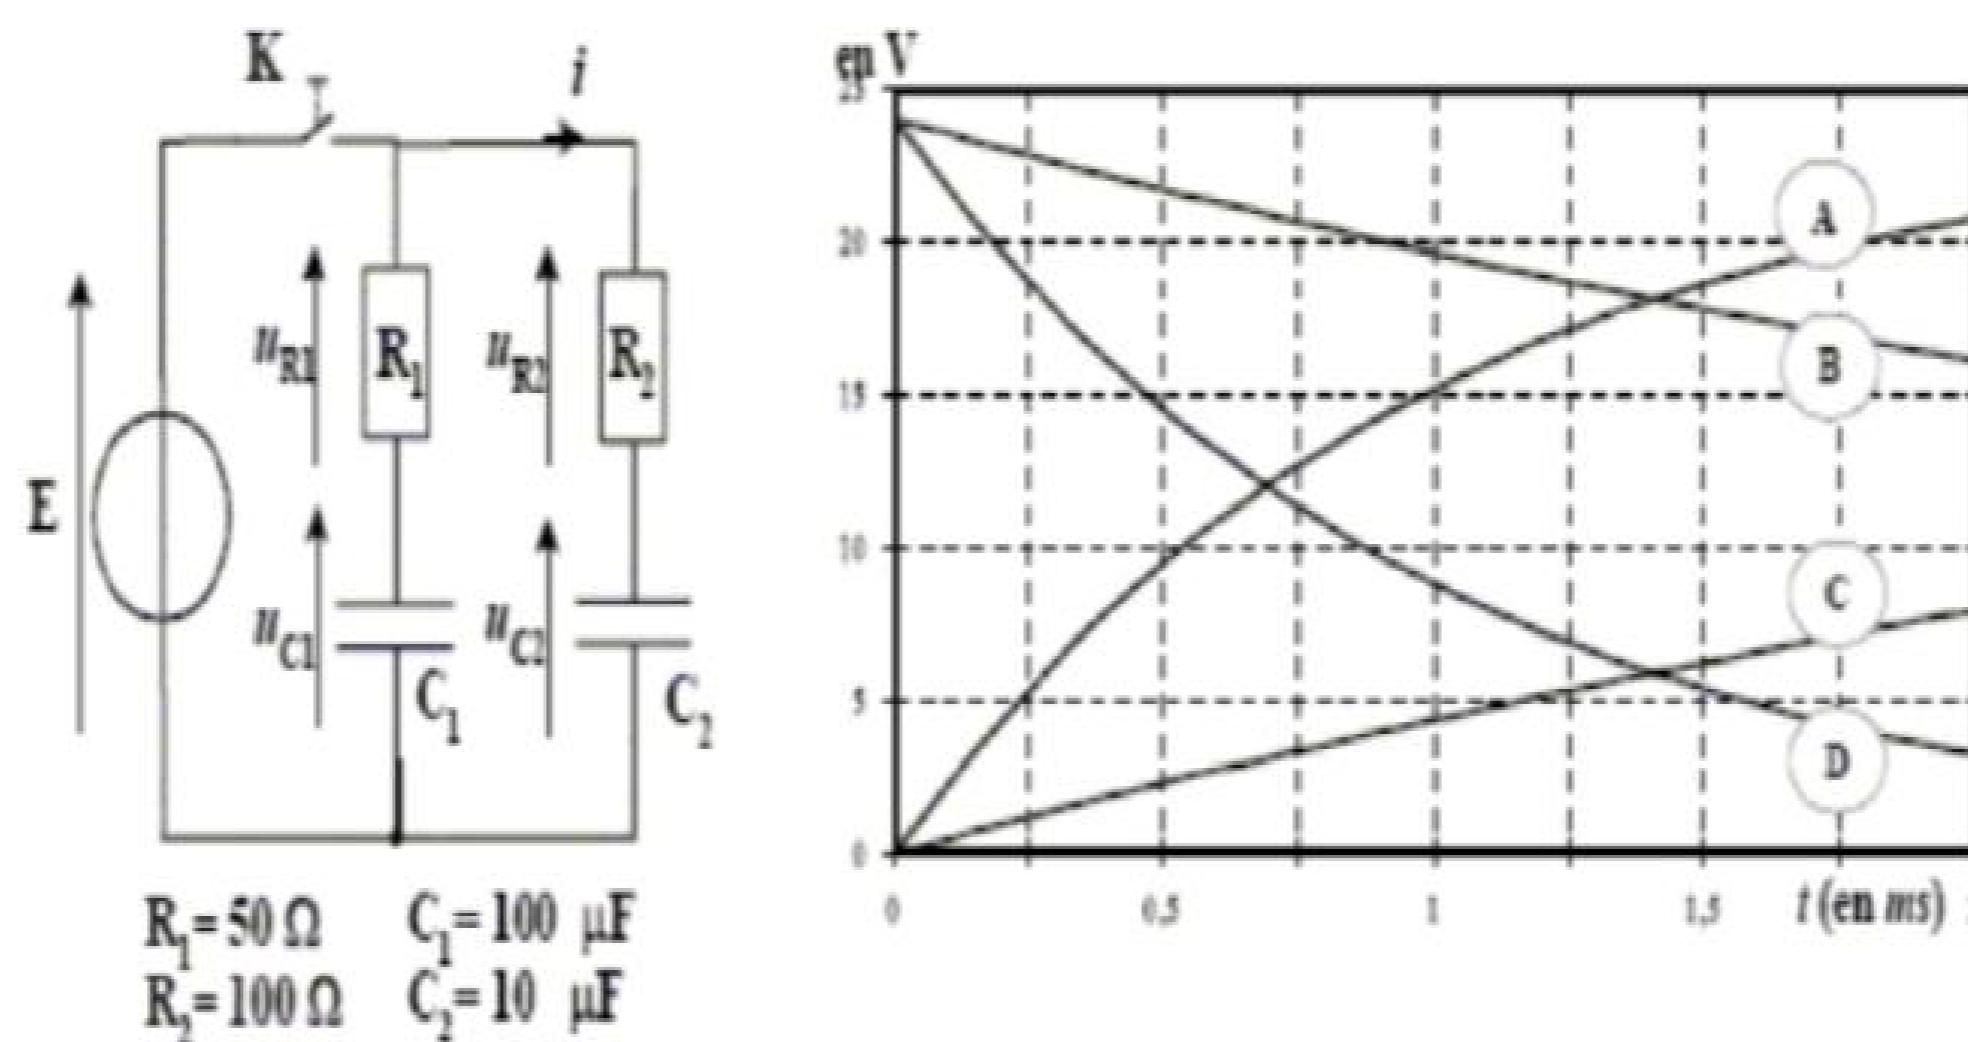 K
i
E
uR1
R1
uR2
R2
uC1
C1
uC2
C2
R1= 50 Ω C1= 100 µF
R2= 100 Ω C2= 10 µF
en V
25
20
15
10
5
0
A
B
C
D
0 0,5 1 1,5 t (en ms)